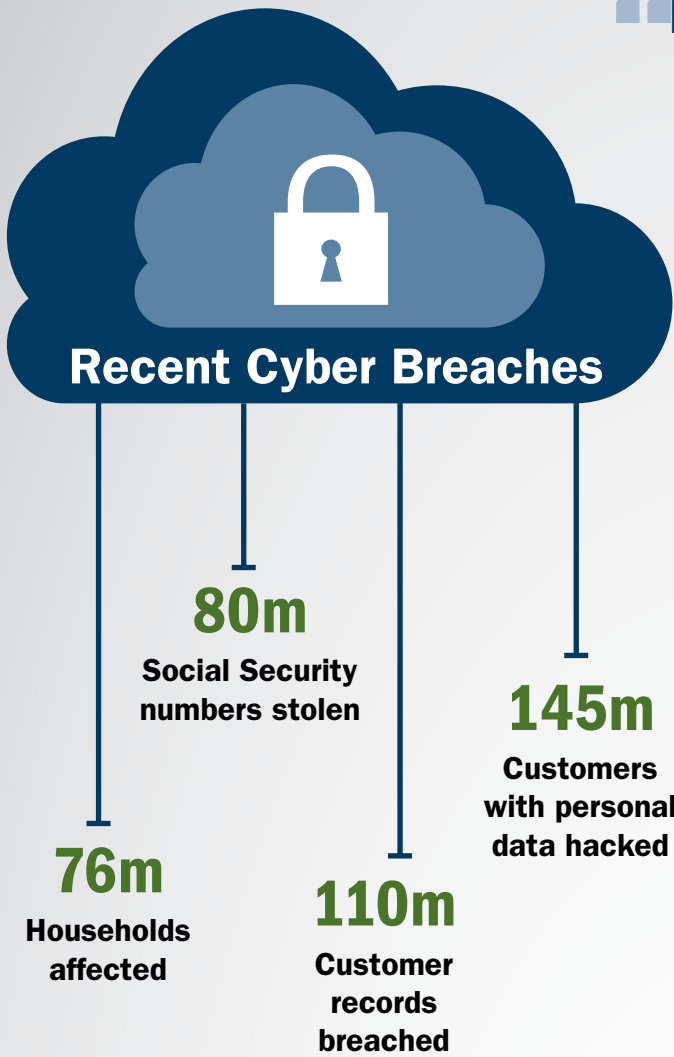 Recent Cyber Breaches
80m
Social Security
numbers stolen
145m
Customers
with personal
data hacked
76m
Households
affected
110m
Customer
records
breached